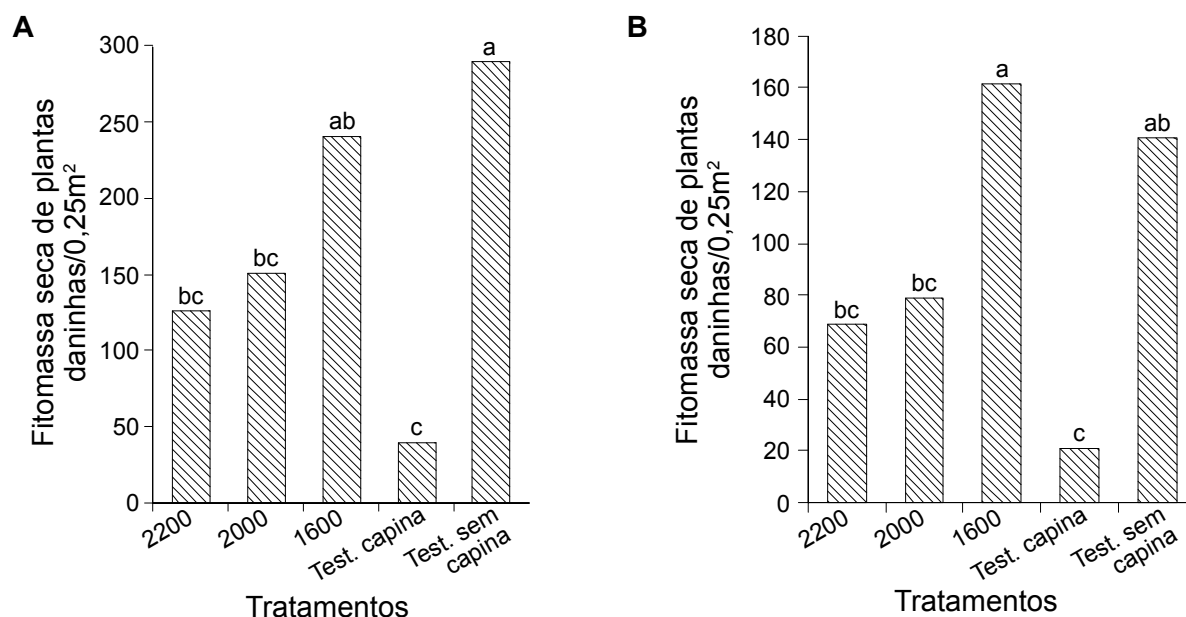 A
Fitomassa seca de plantas
daninhas/0,25m²
300
250
200
150
100
50
0
bc
bc
ab
c
a
2200
2000
1600
Test. capina
Test. sem
capina
Tratamentos
B
Fitomassa seca de plantas
daninhas/0,25m²
180
160
140
120
100
80
60
40
20
0
bc
bc
a
c
ab
2200
2000
1600
Test. capina
Test. sem
capina
Tratamentos